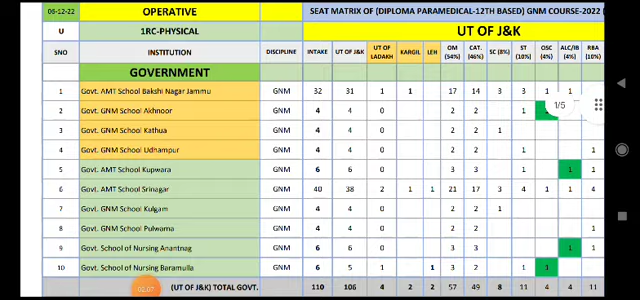 08-12-22 OPERATIVE SEAT MATRIX OF (DIPLOMA PARAMEDICAL-12TH BASED) GNM COURSE-2022
U 1RC-PHYSICAL UT OF J&K
SNO INSTITUTION DISCIPLINE INTAKE UT OF J&K UT OF LADAKH KARGIL LEH OM (54%) CAT. (46%) SC (8%) ST (10%) OSC (4%) ALC/IB (4%) RBA (10%)
GOVERNMENT
1 Govt. AMT School Bakshi Nagar Jammu GNM 32 31 1 1 17 14 3 3 1 1
2 Govt. GNM School Akhnoor GNM 4 4 0 2 2 1
1/5
3 Govt. GNM School Kathua GNM 4 4 0 2 2 1
4 Govt. GNM School Udhampur GNM 4 4 0 2 2 1 1
5 Govt. AMT School Kupwara GNM 6 6 0 3 3 1 1 1
6 Govt. AMT School Srinagar GNM 40 38 2 1 1 21 17 3 4 1 1 3
7 Govt. GNM School Kulgam GNM 4 4 0 2 2 1
8 Govt. GNM School Pulwama GNM 4 4 0 2 2 1
9 Govt. School of Nursing Anantnag GNM 6 6 0 3 3 1 1
10 Govt. School of Nursing Baramulla GNM 6 5 1 1 3 2 1 1
02:07
(UT OF J&K) TOTAL GOVT. 110 106 4 2 2 57 49 8 11 4 4 11